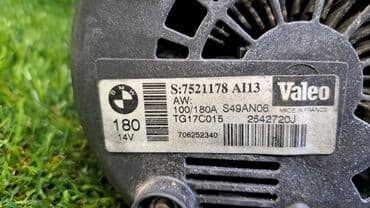 S:7521178 AI13
Valeo
AW:
MADE IN FRANCE
100/180A S49AN06
180
TG17C015 2542720J
14V
706252340